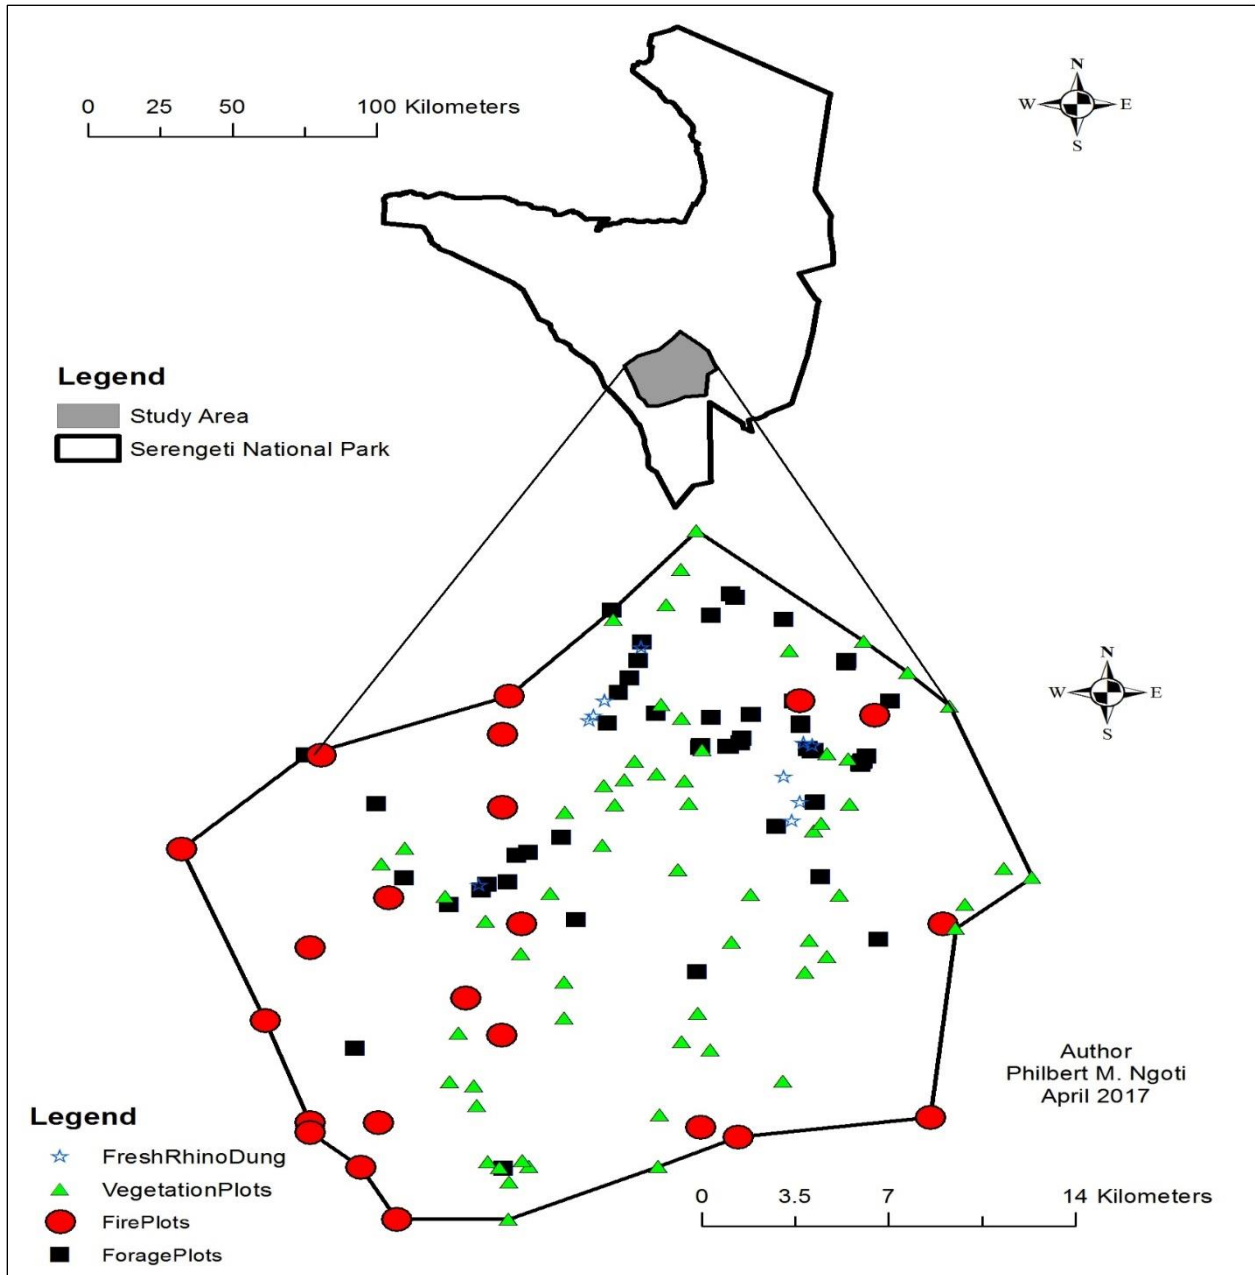 0 25 50 100 Kilometers
N
W E
S
Legend
Study Area
Serengeti National Park
N
W E
S
Author
Philbert M. Ngoti
April 2017
Legend
FreshRhinoDung
VegetationPlots
FirePlots
ForagePlots
0 3.5 7 14 Kilometers